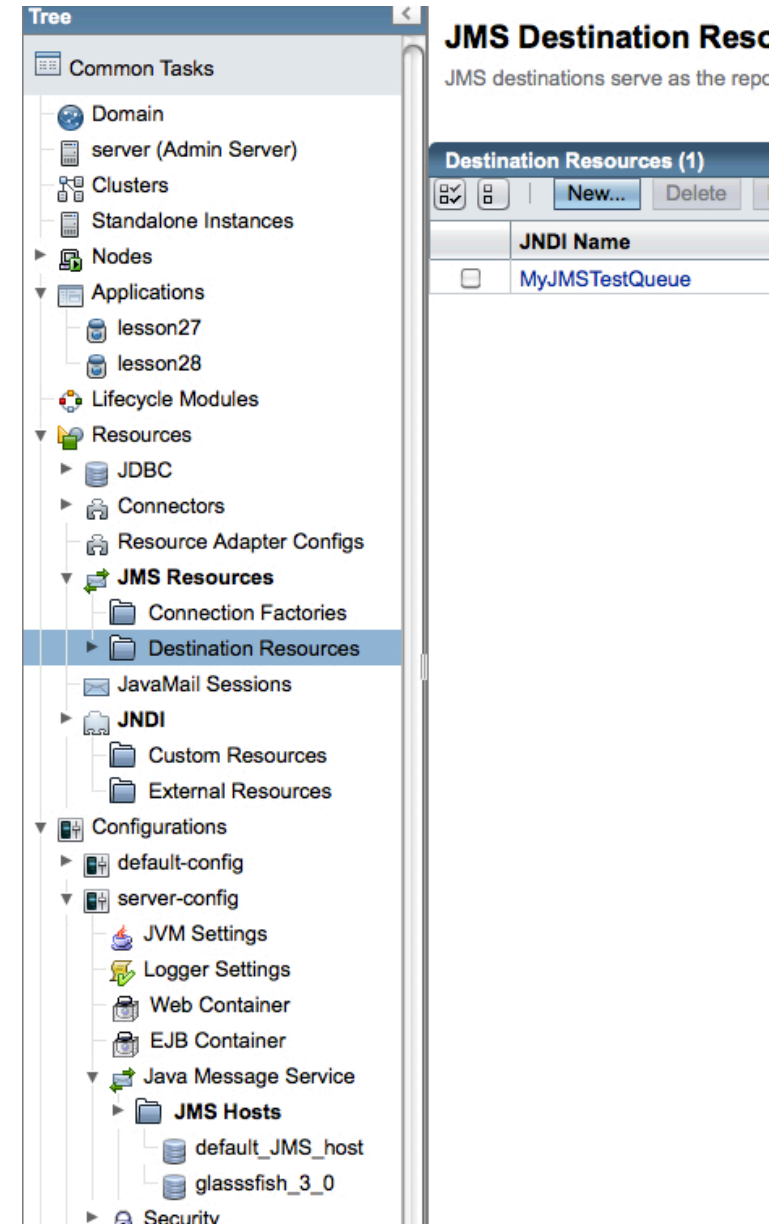 Tree
Common Tasks
Domain
server (Admin Server)
Clusters
Standalone Instances
Nodes
Applications
lesson27
lesson28
Lifecycle Modules
Resources
JDBC
Connectors
Resource Adapter Configs
JMS Resources
Connection Factories
Destination Resources
JavaMail Sessions
JNDI
Custom Resources
External Resources
Configurations
default-config
server-config
JVM Settings
Logger Settings
Web Container
EJB Container
Java Message Service
JMS Hosts
default_JMS_host
glasssfish_3_0
Security
JMS Destination Reso
JMS destinations serve as the repo
Destination Resources (1)
New... Delete
JNDI Name
MyJMSTestQueue